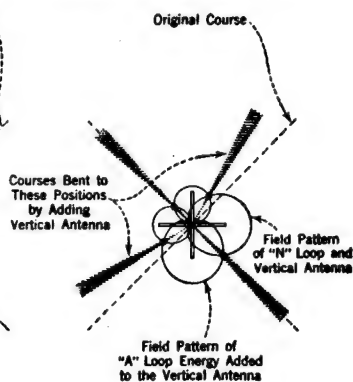 Original Course
Courses Bent to
These Positions
by Adding
Vertical Antenna
Field Pattern
of "N" Loop and
Vertical Antenna
Field Pattern of
"A" Loop Energy Added
to the Vertical Antenna